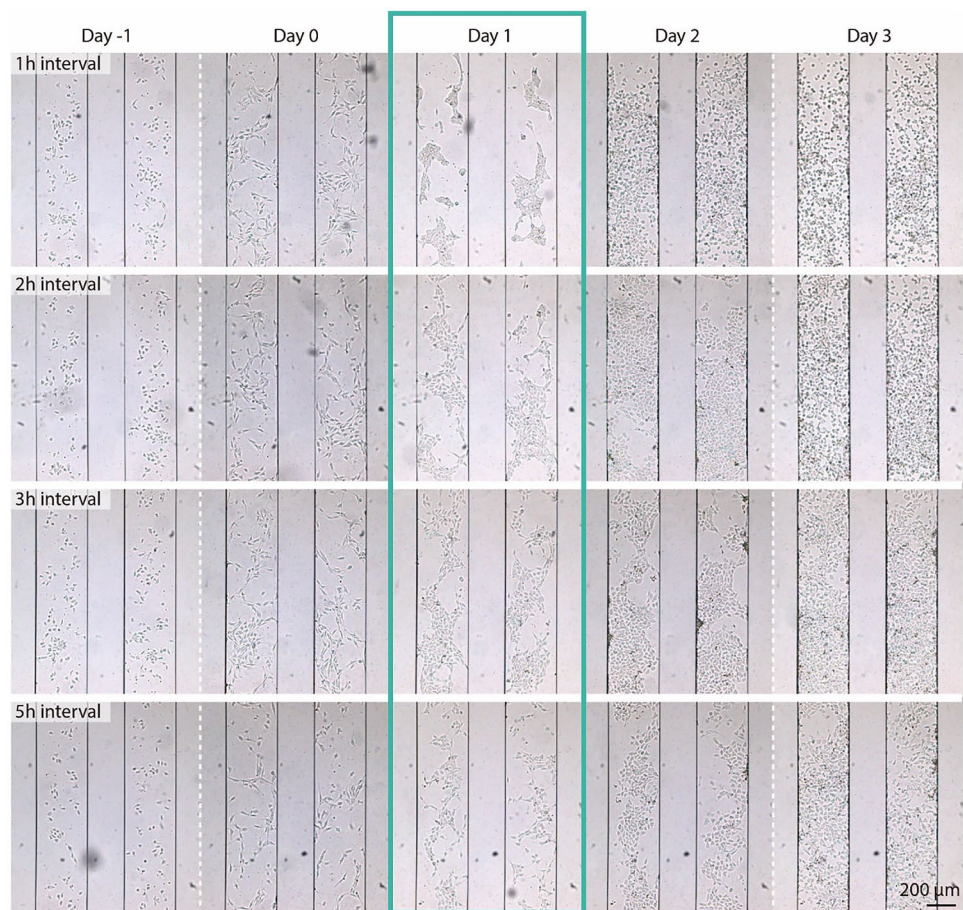 Day -1 Day 0 Day 1 Day 2 Day 3
1h interval
2h interval
3h interval
5h interval
200 µm